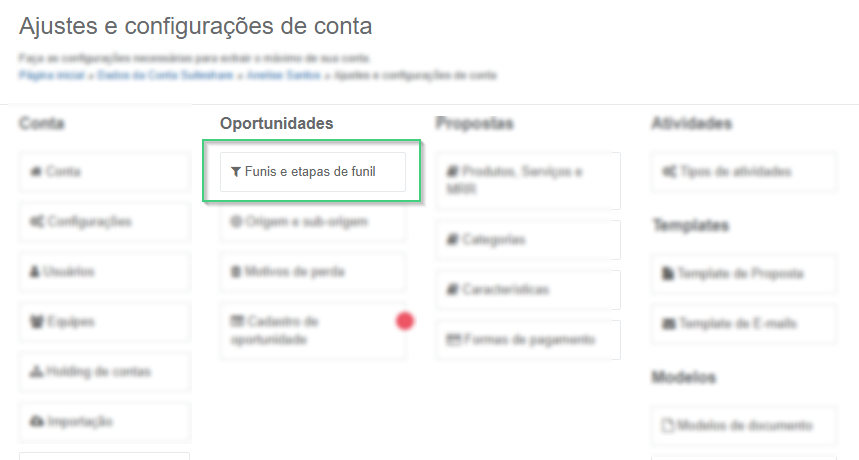 Ajustes e configurações de conta
Faça as configurações necessárias para extrair o máximo de sua conta.
Página inicial » Dados da Conta Suiteshare » Anelise Santos » Ajustes e configurações de conta
Conta
Conta
Configurações
Usuários
Equipes
Holding de contas
Importação
Oportunidades
Funis e etapas de funil
Origem e sub-origem
Motivos de perda
Cadastro de
oportunidade
Propostas
Produtos, Serviços e
MRR
Categorias
Características
Formas de pagamento
Atividades
Tipos de atividades
Templates
Template de Proposta
Template de E-mails
Modelos
Modelos de documento